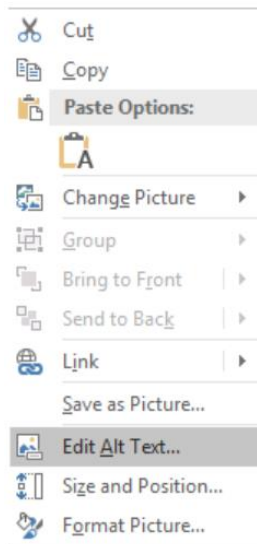 Cut
Copy
Paste Options:
A
Change Picture
Group
Bring to Front
Send to Back
Link
Save as Picture...
Edit Alt Text...
Size and Position...
Format Picture...